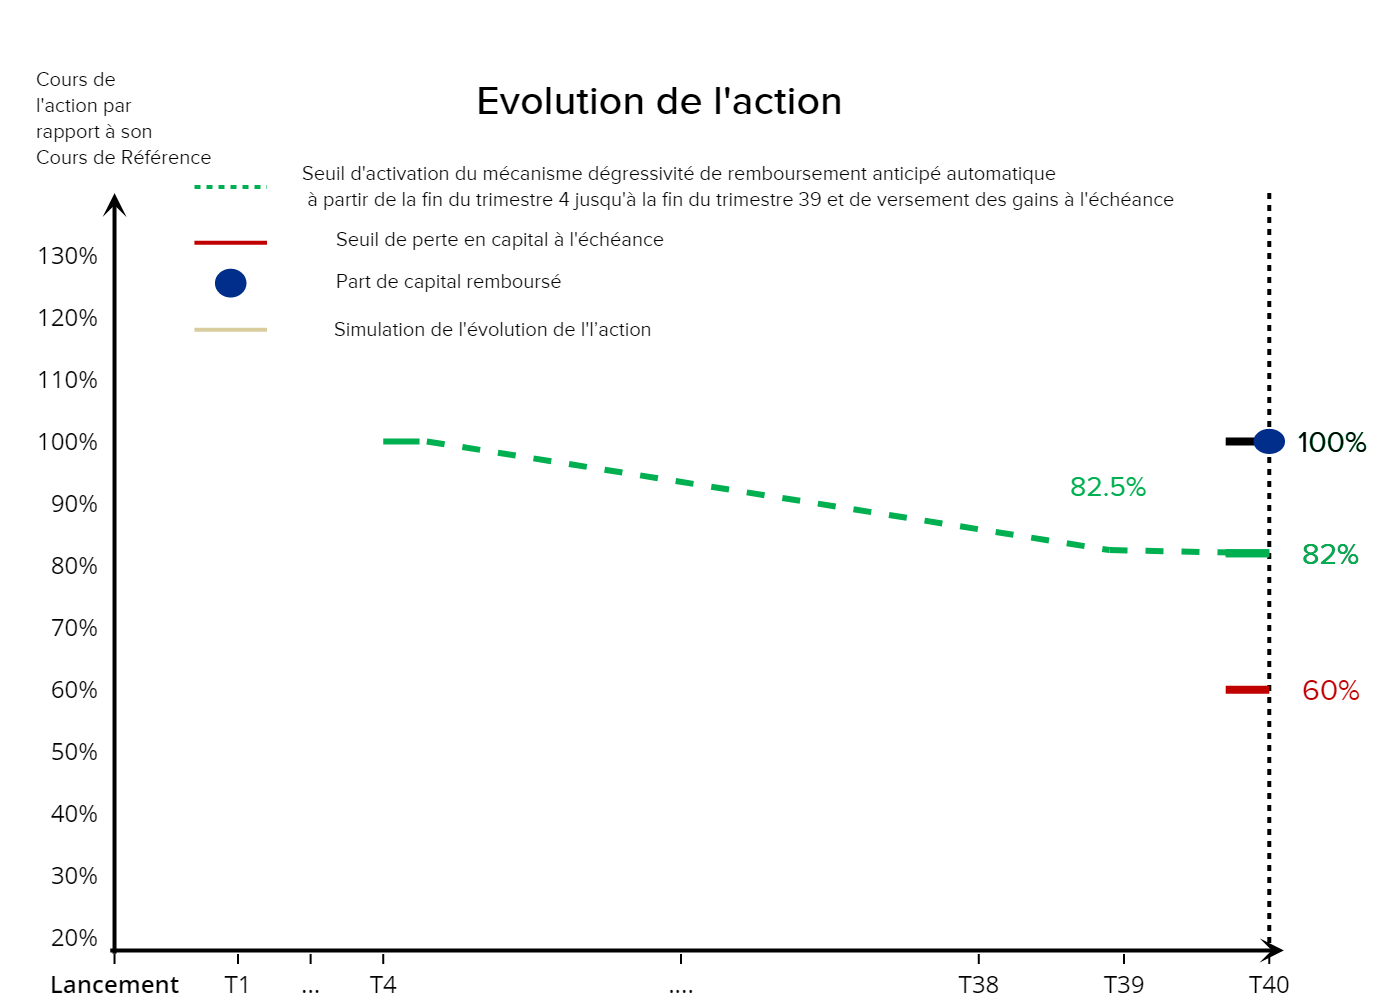 Cours de
l'action par
rapport à son
Cours de Référence
Evolution de l'action
Seuil d'activation du mécanisme dégressivité de remboursement anticipé automatique
à partir de la fin du trimestre 4 jusqu'à la fin du trimestre 39 et de versement des gains à l'échéance
Seuil de perte en capital à l'échéance
Part de capital remboursé
Simulation de l'évolution de l'l’action
130%
120%
110%
100%
100%
90%
82.5%
80%
82%
70%
60%
60%
50%
40%
30%
20%
Lancement T1 ... T4 .... T38 T39 T40